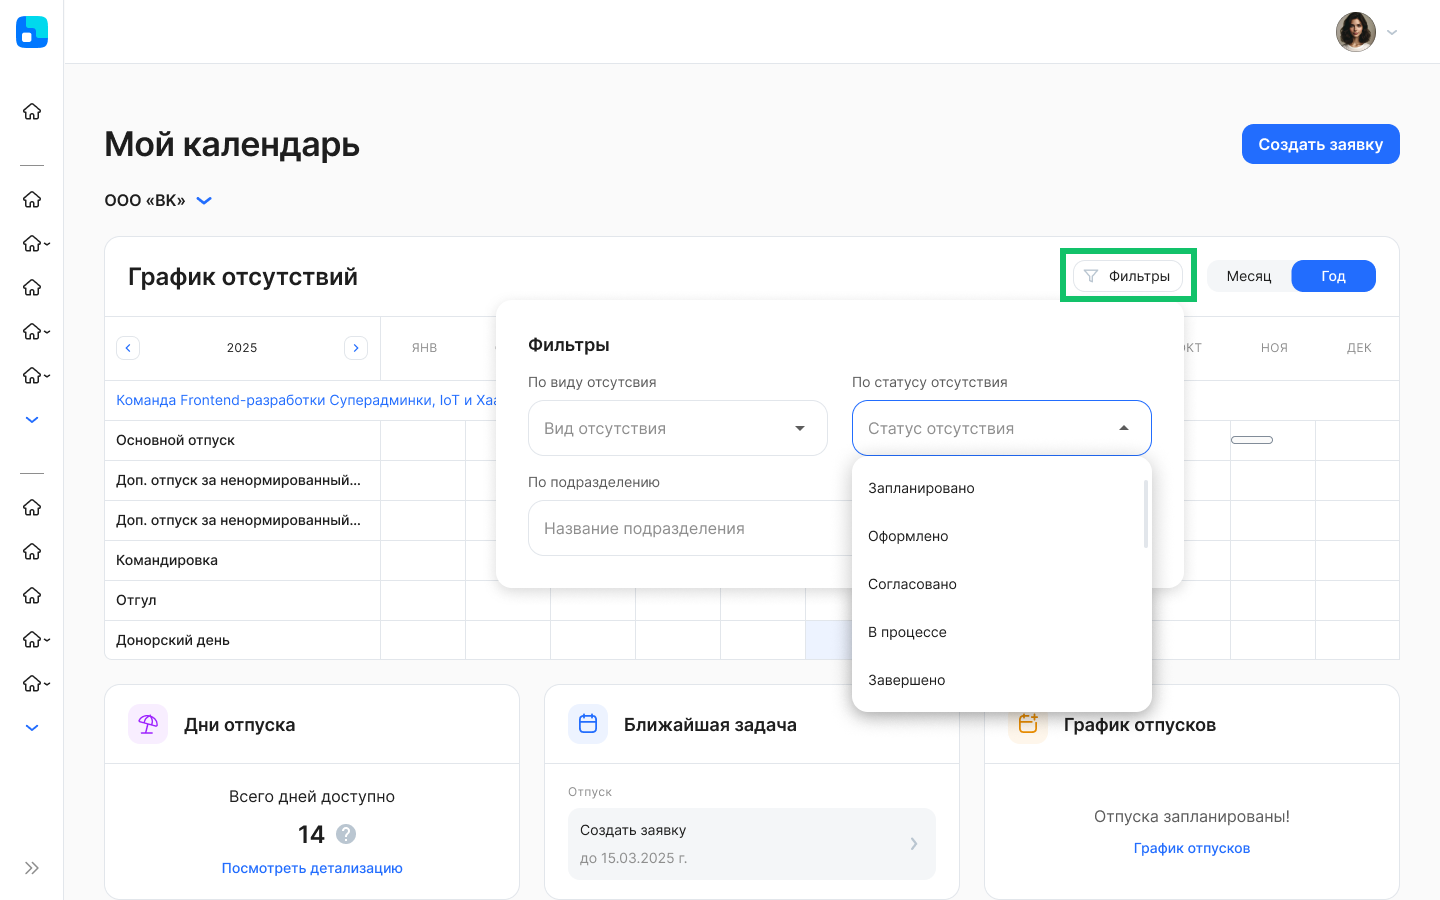 Мой календарь
Создать заявку
ООО «ВК»
График отсутствий
Фильтры
Месяц
Год
2025
ЯНВ
НОЯ
ДЕК
Фильтры
По виду отсутсвия
По статусу отсутствия
Команда Frontend-разработки Суперадминки, IoT и
Вид отсутствия
Статус отсутствия
Основной отпуск
Доп. отпуск за ненормированный...
По подразделению
Запланировано
Доп. отпуск за ненормированный...
Название подразделения
Оформлено
Командировка
Согласовано
Отгул
В процессе
Донорский день
Завершено
Дни отпуска
Всего дней доступно
14 ?
Посмотреть детализацию
Ближайшая задача
Отпуск
Создать заявку
до 15.03.2025 г.
График отпусков
Отпуска запланированы!
График отпусков